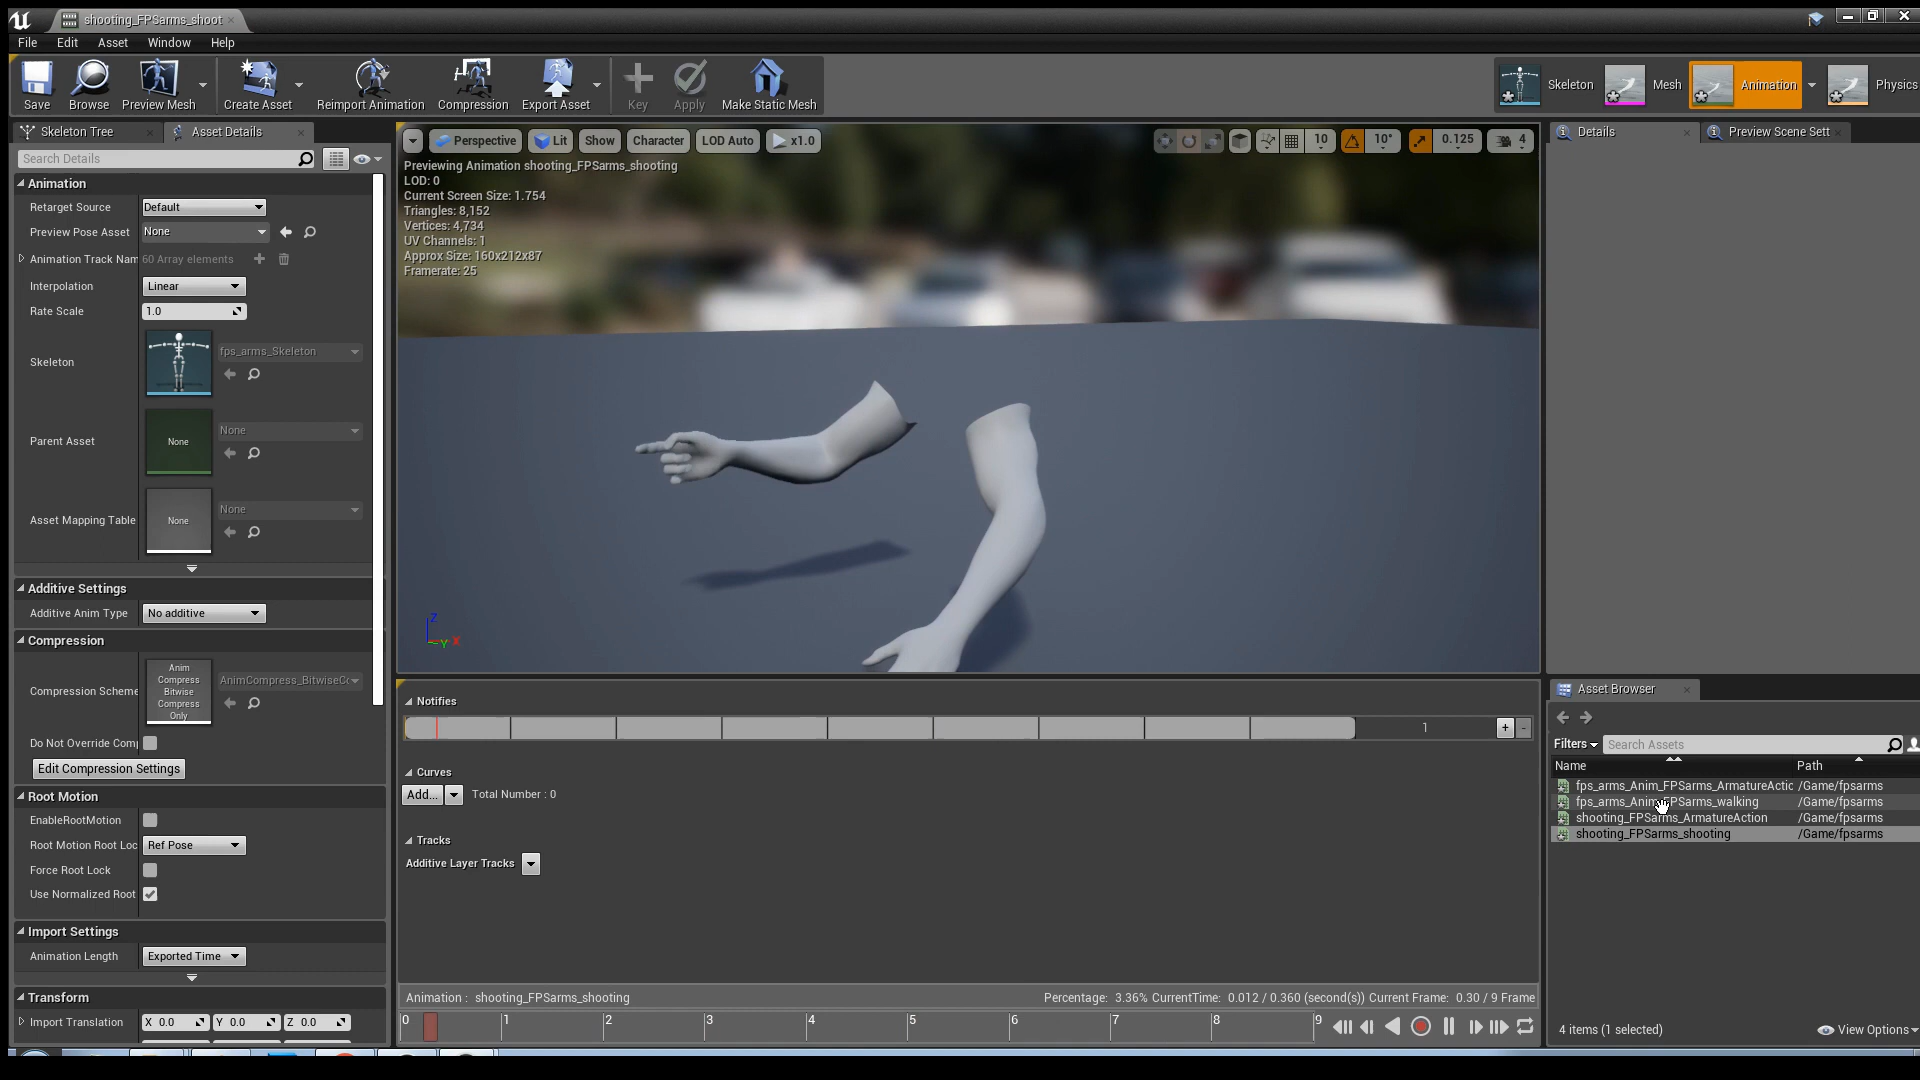 shooting_FPSarms_shoot
File Edit Asset Window Help
Save Browse Preview Mesh Create Asset Reimport Animation Compression Export Asset Key Apply Make Static Mesh
Skeleton Mesh Animation Physics
Skeleton Tree Asset Details
Search Details
Animation
Retarget Source Default
Preview Pose Asset None
Animation Track Nam 60 Array elements
Interpolation Linear
Rate Scale 1.0
Skeleton fps_arms_Skeleton
Parent Asset None None
Asset Mapping Table None None
Additive Settings
Additive Anim Type No additive
Compression
Compression Scheme Anim Compress Bitwise Compress Only AnimCompress_BitwiseCc
Do Not Override Comp
Edit Compression Settings
Root Motion
EnableRootMotion
Root Motion Root Loc Ref Pose
Force Root Lock
Use Normalized Root
Import Settings
Animation Length Exported Time
Transform
Import Translation X 0.0 Y 0.0 Z 0.0
Perspective Lit Show Character LOD Auto x1.0 10 10° 0.125 4
Previewing Animation shooting_FPSarms_shooting
LOD: 0
Current Screen Size: 1.754
Triangles: 8,152
Vertices: 4,734
UV Channels: 1
Approx Size: 160x212x87
Framerate: 25
Z
Y X
Notifies
1 + -
Curves
Add... Total Number : 0
Tracks
Additive Layer Tracks
Animation : shooting_FPSarms_shooting Percentage: 3.36% CurrentTime: 0.012 / 0.360 (second(s)) Current Frame: 0.30 / 9 Frame
0 1 2 3 4 5 6 7 8 9
Details Preview Scene Sett
Asset Browser
Filters Search Assets
Name Path
fps_arms_Anim_FPSarms_ArmatureActic /Game/fpsarms
fps_arms_Anim_FPSarms_walking /Game/fpsarms
shooting_FPSarms_ArmatureAction /Game/fpsarms
shooting_FPSarms_shooting /Game/fpsarms
4 items (1 selected) View Options